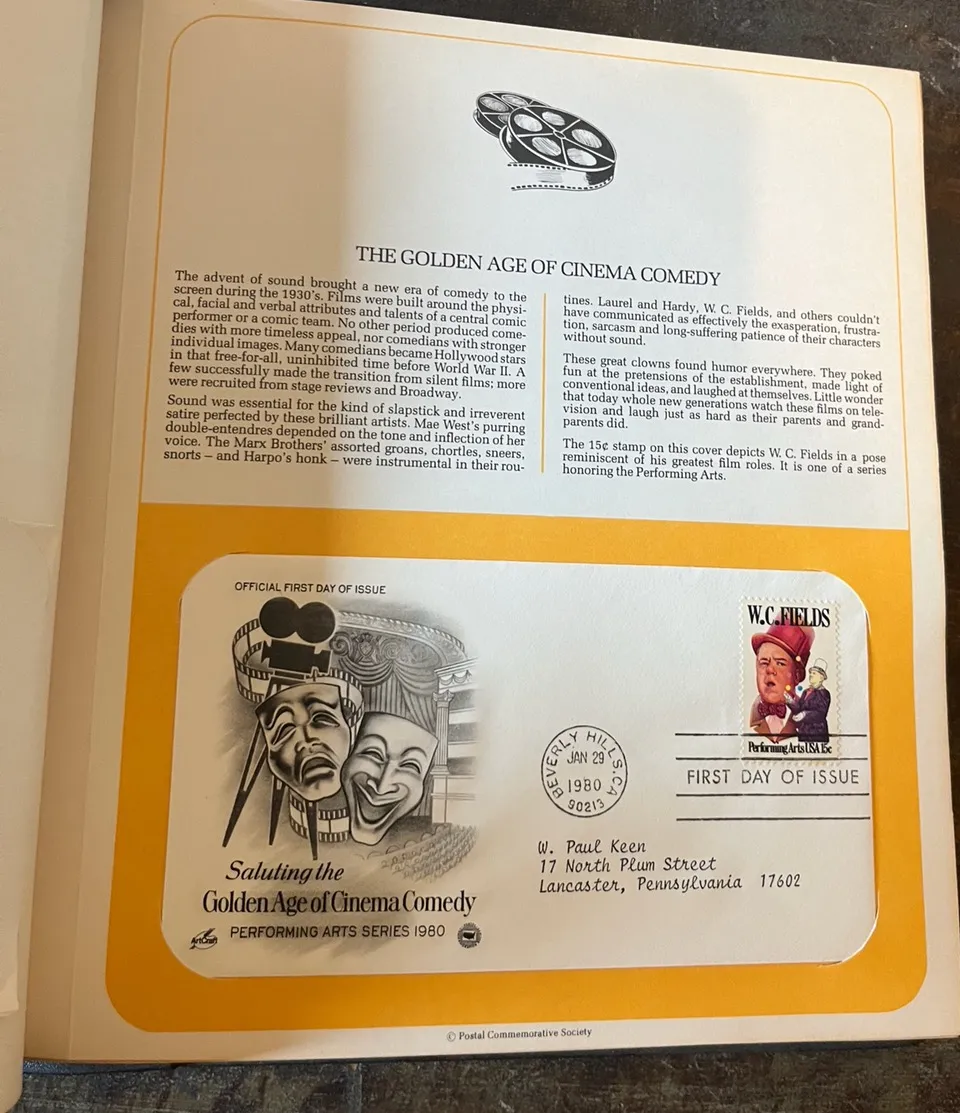 THE GOLDEN AGE OF CINEMA COMEDY
The advent of sound brought a new era of comedy to the
screen during the 1930's. Films were built around the physi-
cal, facial and verbal attributes and talents of a central comic
performer or a comic team. No other period produced come-
dies with more timeless appeal, nor comedians with stronger
individual images. Many comedians became Hollywood stars
in that free-for-all, uninhibited time before World War II. A
few successfully made the transition from silent films; more
were recruited from stage reviews and Broadway.
Sound was essential for the kind of slapstick and irreverent
satire perfected by these brilliant artists. Mae West's purring
double-entendres depended on the tone and inflection of her
voice. The Marx Brothers' assorted groans, chortles, sneers,
snorts – and Harpo's honk – were instrumental in their rou-
tines. Laurel and Hardy, W. C. Fields, and others couldn't
have communicated as effectively the exasperation, frustra-
tion, sarcasm and long-suffering patience of their characters
without sound.
These great clowns found humor everywhere. They poked
fun at the pretensions of the establishment, made light of
conventional ideas, and laughed at themselves. Little wonder
that today whole new generations watch these films on tele-
vision and laugh just as hard as their parents and grand-
parents did.
The 15¢ stamp on this cover depicts W. C. Fields in a pose
reminiscent of his greatest film roles. It is one of a series
honoring the Performing Arts.
OFFICIAL FIRST DAY OF ISSUE
W.C.FIELDS
Performing Arts USA 15c
BEVERLY HILLS, CA
JAN 29
1980
90213
FIRST DAY OF ISSUE
W. Paul Keen
17 North Plum Street
Lancaster, Pennsylvania 17602
Saluting the
Golden Age of Cinema Comedy
PERFORMING ARTS SERIES 1980
ArtCraft
© Postal Commemorative Society